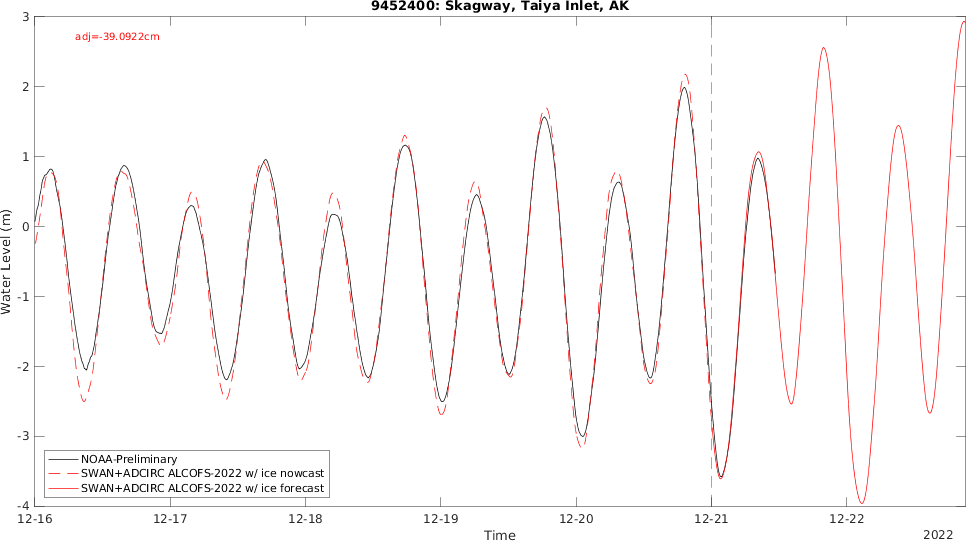 9452400: Skagway, Taiya Inlet, AK
adj=-39.0922cm
3
2
1
0
-1
-2
-3
-4
Water Level (m)
NOAA-Preliminary
SWAN+ADCIRC ALCOFS-2022 w/ ice nowcast
SWAN+ADCIRC ALCOFS-2022 w/ ice forecast
12-16 12-17 12-18 12-19 12-20 12-21 12-22
Time
2022